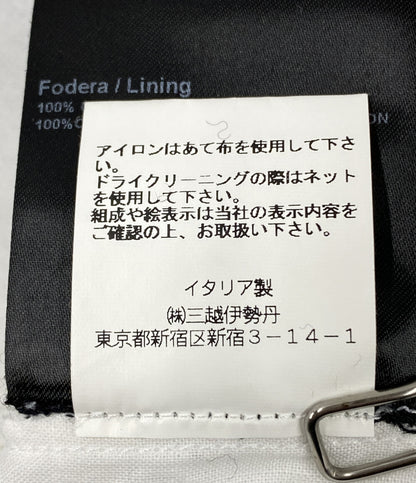 Fodera / Lining
100%
100%C
ON
アイロンはあて布を使用して下さ
い。
ドライクリーニングの際はネット
を使用して下さい。
組成や絵表示は当社の表示内容を
ご確認の上、お取扱い下さい。
イタリア製
㈱三越伊勢丹
東京都新宿区新宿3-14-1